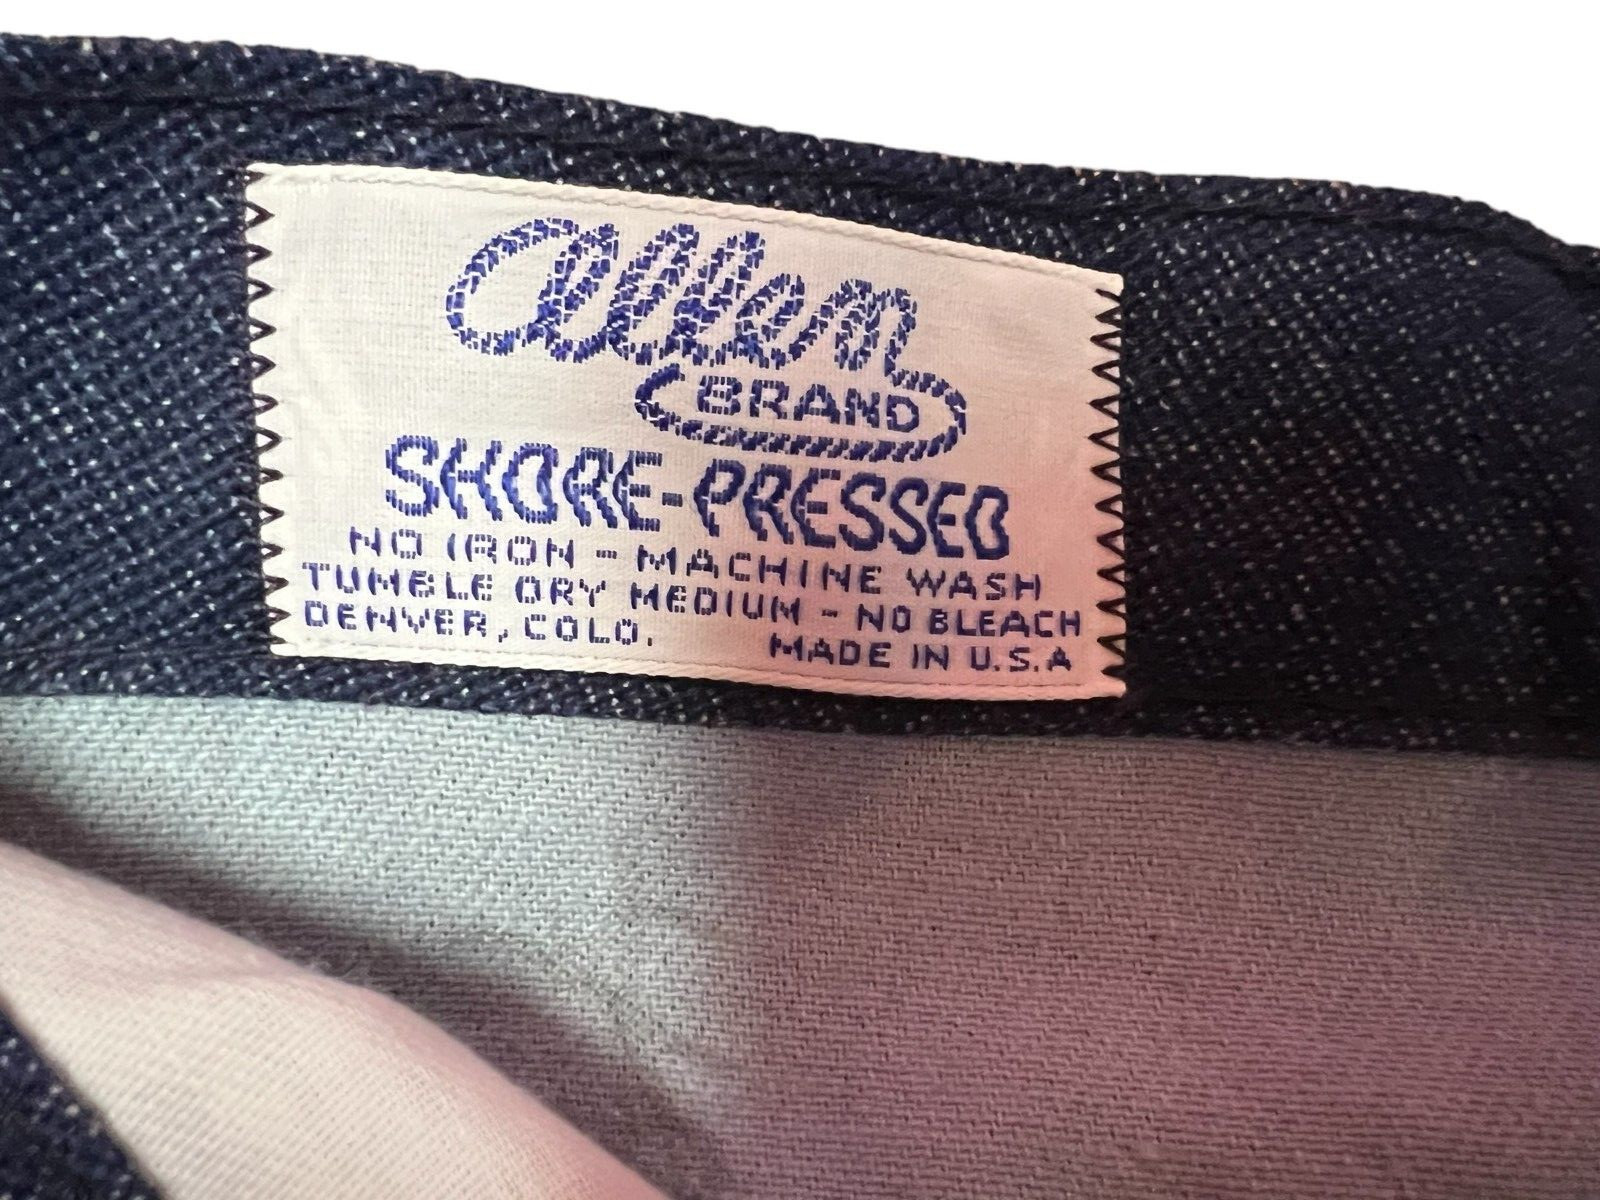 Allen
BRAND
SHORE-PRESSED
NO IRON - MACHINE WASH
TUMBLE DRY MEDIUM - NO BLEACH
DENVER, COLO. MADE IN U.S.A